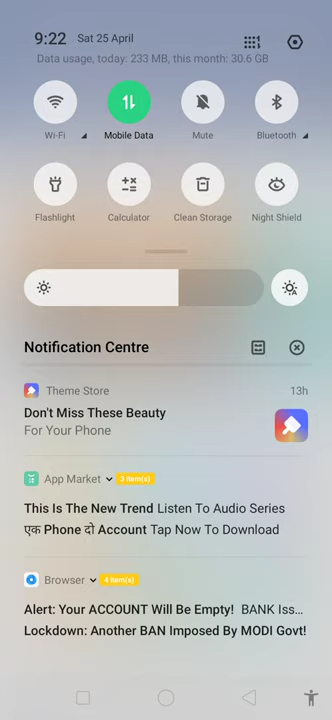 9:22 Sat 25 April
Data usage, today: 233 MB, this month: 30.6 GB
Wi-Fi Mobile Data Mute Bluetooth
Flashlight Calculator Clean Storage Night Shield
Notification Centre
Theme Store 13h
Don't Miss These Beauty
For Your Phone
App Market 3 item(s)
This Is The New Trend Listen To Audio Series
एक Phone दो Account Tap Now To Download
Browser 4 item(s)
Alert: Your ACCOUNT Will Be Empty! BANK Iss...
Lockdown: Another BAN Imposed By MODI Govt!